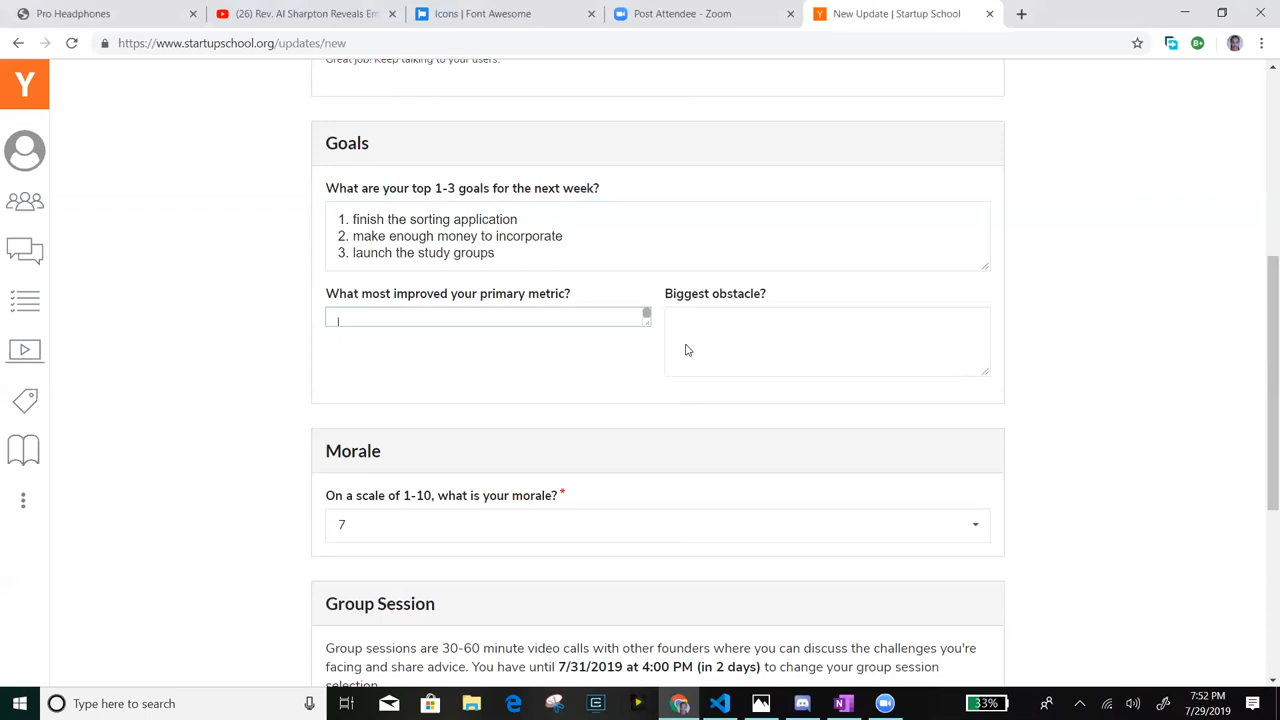 Pro Headphones
(26) Rev. Al Sharpton Reveals Em
Icons | Font Awesome
Post Attendee - Zoom
New Update | Startup School
https://www.startupschool.org/updates/new
Y
Great job! Keep talking to your users.
Goals
What are your top 1-3 goals for the next week?
1. finish the sorting application
2. make enough money to incorporate
3. launch the study groups
What most improved your primary metric?
Biggest obstacle?
Morale
On a scale of 1-10, what is your morale? *
7
Group Session
Group sessions are 30-60 minute video calls with other founders where you can discuss the challenges you're
facing and share advice. You have until 7/31/2019 at 4:00 PM (in 2 days) to change your group session
selection.
Type here to search
33%
7:52 PM
7/29/2019